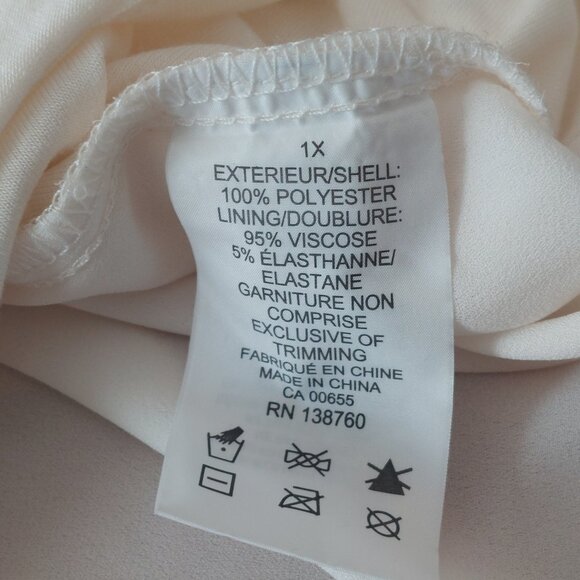 1X
EXTERIEUR/SHELL:
100% POLYESTER
LINING/DOUBLURE:
95% VISCOSE
5% ÉLASTHANNE/
ELASTANE
GARNITURE NON
COMPRISE
EXCLUSIVE OF
TRIMMING
FABRIQUÉ EN CHINE
MADE IN CHINA
CA 00655
RN 138760